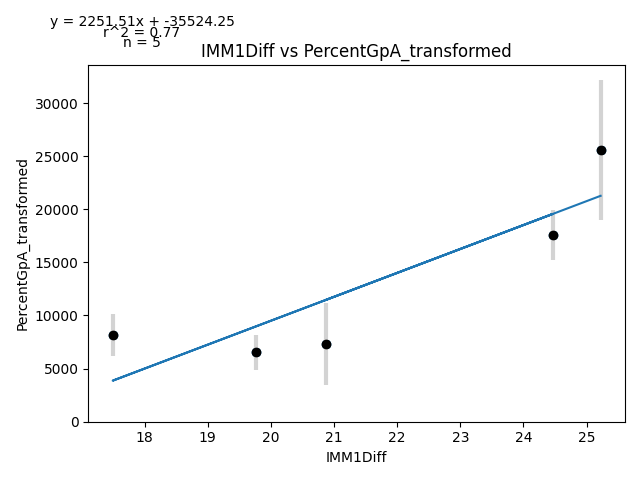 y = 2251.51x + -35524.25
r^2 = 0.77
n = 5
IMM1Diff vs PercentGpA_transformed
30000
25000
20000
15000
10000
5000
0
PercentGpA_transformed
18 19 20 21 22 23 24 25
IMM1Diff